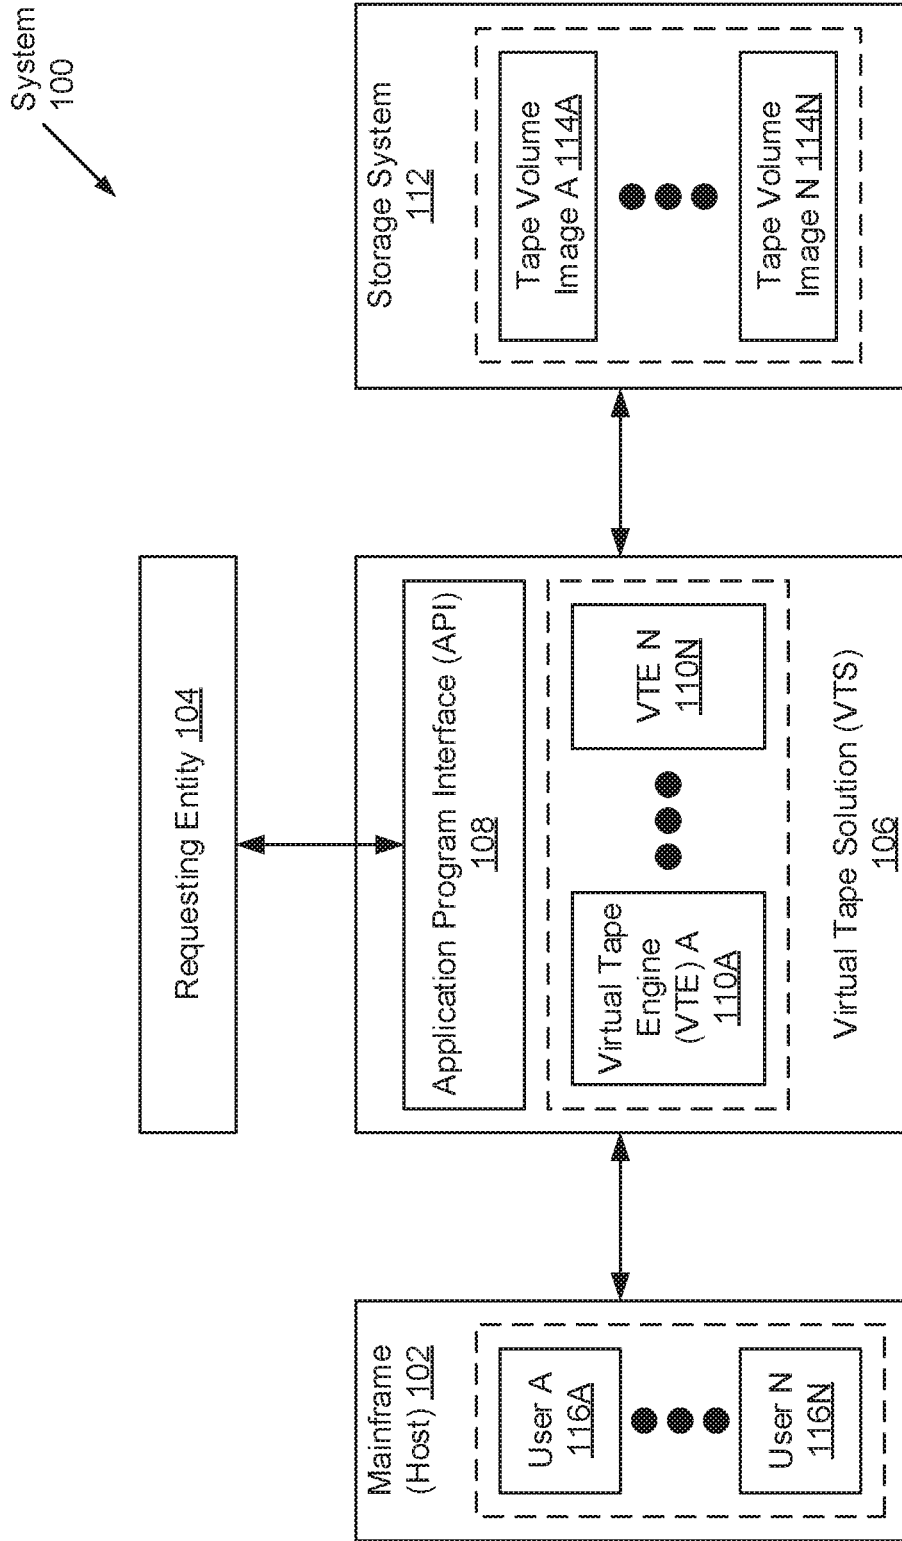 System
100
Requesting Entity 104
Mainframe
(Host) 102
User A
116A
User N
116N
Application Program Interface (API)
108
Virtual Tape
Engine
(VTE) A
110A
VTE N
110N
Virtual Tape Solution (VTS)
106
Storage System
112
Tape Volume
Image A 114A
Tape Volume
Image N 114N